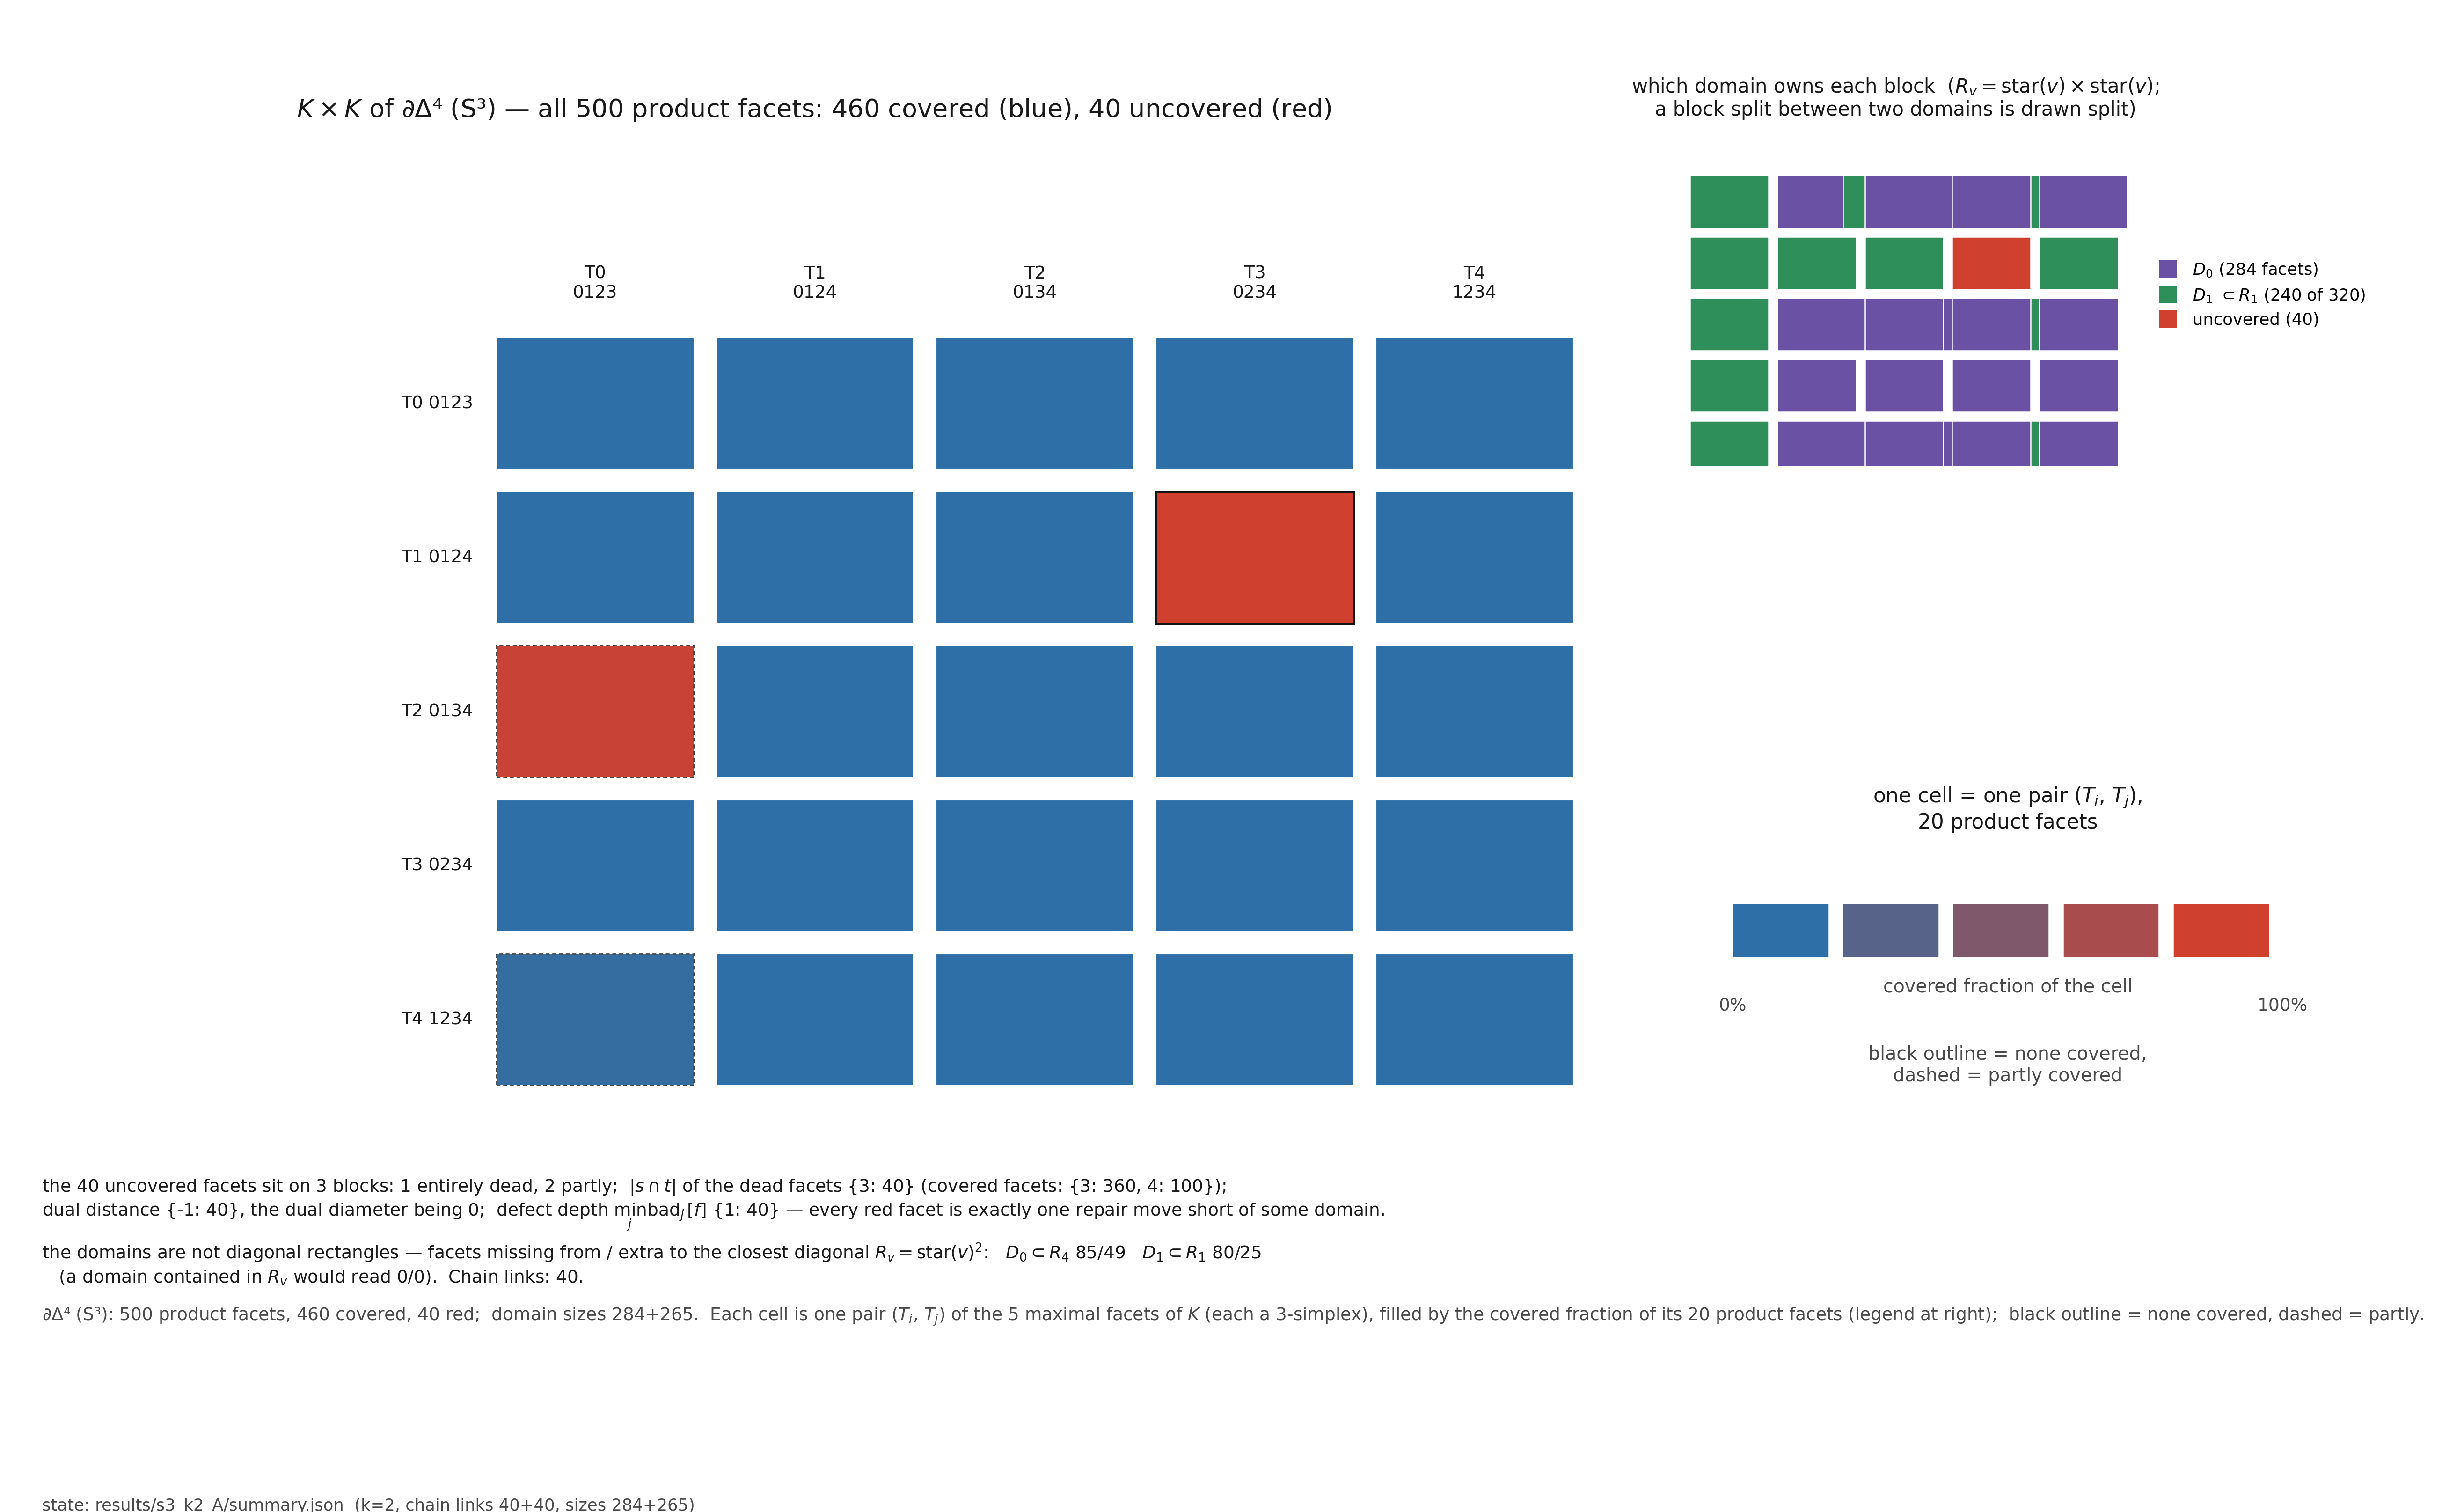 K × K of ∂Δ⁴ (S³) — all 500 product facets: 460 covered (blue), 40 uncovered (red)
which domain owns each block (Rᵥ = star(v) × star(v);
a block split between two domains is drawn split)
D₀ (284 facets)
D₁ ⊂ R₁ (240 of 320)
uncovered (40)
T0 T1 T2 T3 T4
0123 0124 0134 0234 1234
T0 0123
T1 0124
T2 0134
T3 0234
T4 1234
one cell = one pair (Tᵢ, Tⱼ),
20 product facets
covered fraction of the cell
0% 100%
black outline = none covered,
dashed = partly covered
the 40 uncovered facets sit on 3 blocks: 1 entirely dead, 2 partly; |s ∩ t| of the dead facets {3: 40} (covered facets: {3: 360, 4: 100});
dual distance {-1: 40}, the dual diameter being 0; defect depth minbadⱼ [f] {1: 40} — every red facet is exactly one repair move short of some domain.
j
the domains are not diagonal rectangles — facets missing from / extra to the closest diagonal Rᵥ = star(v)²: D₀ ⊂ R₄ 85/49 D₁ ⊂ R₁ 80/25
(a domain contained in Rᵥ would read 0/0). Chain links: 40.
∂Δ⁴ (S³): 500 product facets, 460 covered, 40 red; domain sizes 284+265. Each cell is one pair (Tᵢ, Tⱼ) of the 5 maximal facets of K (each a 3-simplex), filled by the covered fraction of its 20 product facets (legend at right); black outline = none covered, dashed = partly.
state: results/s3_k2_A/summary.json (k=2, chain links 40+40, sizes 284+265)